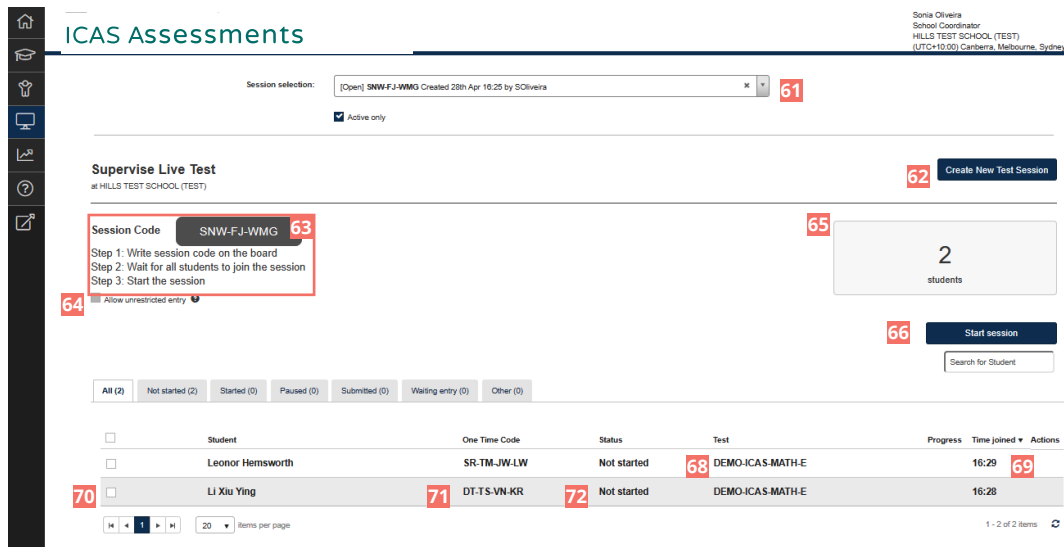 ICAS Assessments
Sonia Oliveira
School Coordinator
HILLS TEST SCHOOL (TEST)
(UTC+10:00) Canberra, Melbourne, Sydney
Session selection: [Open] SNW-FJ-WMG Created 28th Apr 16:25 by SOliveira × 61
Active only
Supervise Live Test
at HILLS TEST SCHOOL (TEST)
62 Create New Test Session
Session Code SNW-FJ-WMG 63
Step 1: Write session code on the board
Step 2: Wait for all students to join the session
Step 3: Start the session
64 Allow unrestricted entry ?
65
2
students
66 Start session
Search for Student
All (2) Not started (2) Started (0) Paused (0) Submitted (0) Waiting entry (0) Other (0)
Student One Time Code Status Test Progress Time joined ▼ Actions
Leonor Hemsworth SR-TM-JW-LW Not started 68 DEMO-ICAS-MATH-E 16:29 69
70 Li Xiu Ying 71 DT-TS-VN-KR 72 Not started DEMO-ICAS-MATH-E 16:28
1 20 items per page 1 - 2 of 2 items